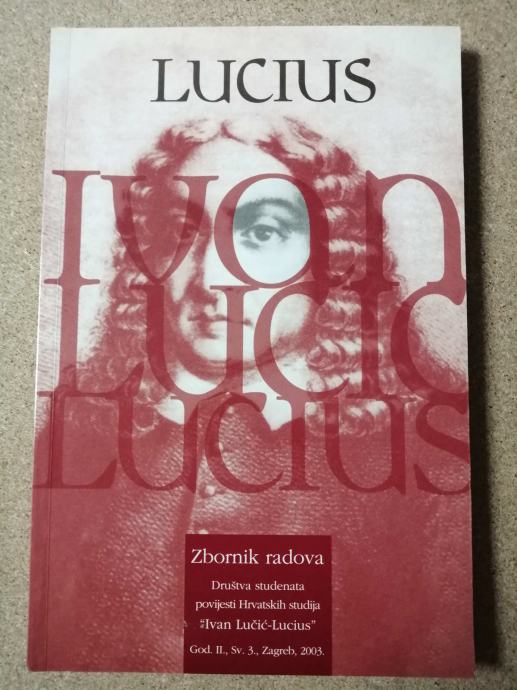 LUCIUS
Ivan
LUCIC
LUCIUS
Zbornik radova
Društva studenata
povijesti Hrvatskih studija
"Ivan Lučić-Lucius"
God. II., Sv. 3., Zagreb, 2003.